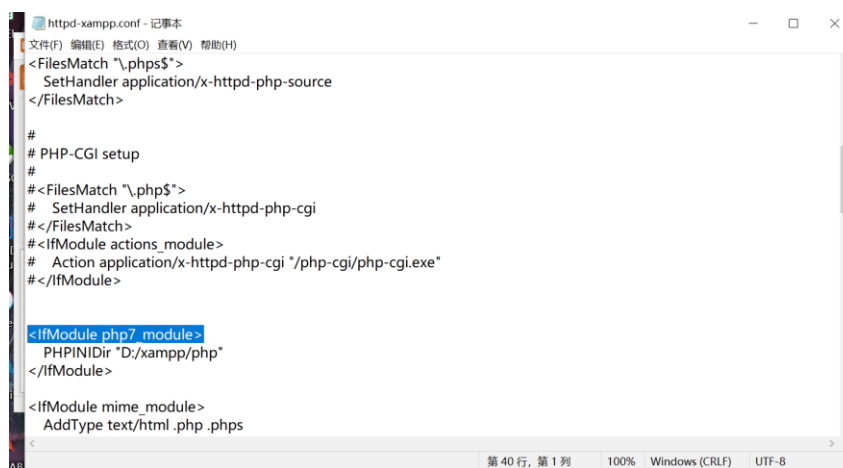 httpd-xampp.conf - 记事本
文件(F) 编辑(E) 格式(O) 查看(V) 帮助(H)
<FilesMatch "\.phps$">
    SetHandler application/x-httpd-php-source
</FilesMatch>
#
# PHP-CGI setup
#
#<FilesMatch "\.php$">
#    SetHandler application/x-httpd-php-cgi
#</FilesMatch>
#<IfModule actions_module>
#    Action application/x-httpd-php-cgi "/php-cgi/php-cgi.exe"
#</IfModule>
<IfModule php7_module>
    PHPINIDir "D:/xampp/php"
</IfModule>
<IfModule mime_module>
    AddType text/html .php .phps
第 40 行，第 1 列 100% Windows (CRLF) UTF-8